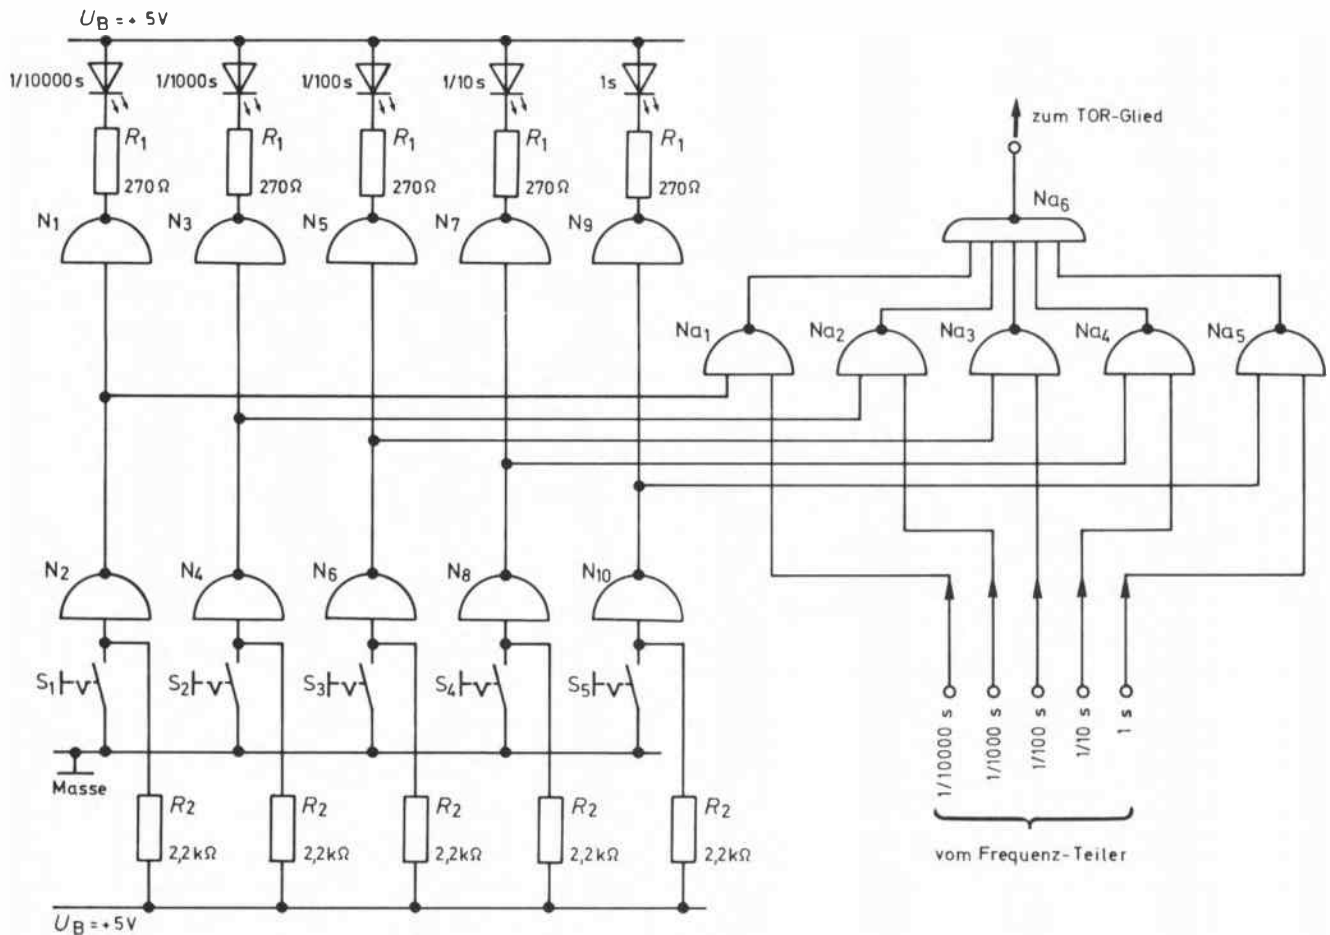 U_B = + 5V
1/10000 s 1/1000 s 1/100 s 1/10 s 1s
R1 R1 R1 R1 R1
270Ω 270Ω 270Ω 270Ω 270Ω
N1 N3 N5 N7 N9
zum TOR-Glied
Na6
Na1 Na2 Na3 Na4 Na5
N2 N4 N6 N8 N10
S1 S2 S3 S4 S5
Masse
R2 R2 R2 R2 R2
2,2kΩ 2,2kΩ 2,2kΩ 2,2kΩ 2,2kΩ
U_B = +5V
1/10000 s
1/1000 s
1/100 s
1/10 s
1 s
vom Frequenz-Teiler